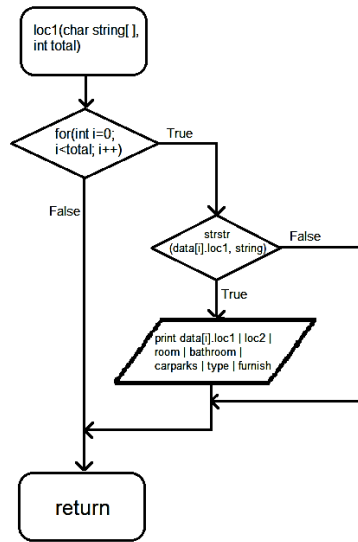 loc1(char string[ ],
int total)
for(int i=0;
i<total; i++)
True
False
strstr
(data[i].loc1, string)
False
True
print data[i].loc1 | loc2 |
room | bathroom |
carparks | type | furnish
return